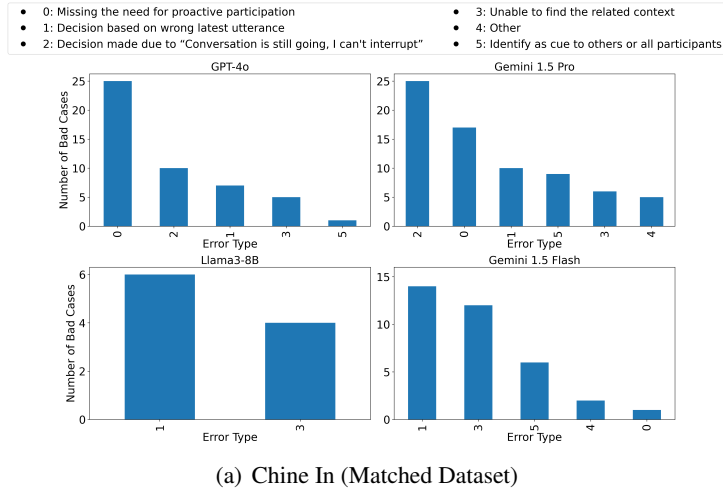 • 0: Missing the need for proactive participation
• 1: Decision based on wrong latest utterance
• 2: Decision made due to “Conversation is still going, I can't interrupt”
• 3: Unable to find the related context
• 4: Other
• 5: Identify as cue to others or all participants
GPT-4o
Number of Bad Cases
25
20
15
10
5
0
0 2 1 3 5
Error Type
Gemini 1.5 Pro
25
20
15
10
5
0
2 0 1 5 3 4
Error Type
Llama3-8B
Number of Bad Cases
6
4
2
0
1 3
Error Type
Gemini 1.5 Flash
15
10
5
0
1 3 5 4 0
Error Type
(a) Chine In (Matched Dataset)